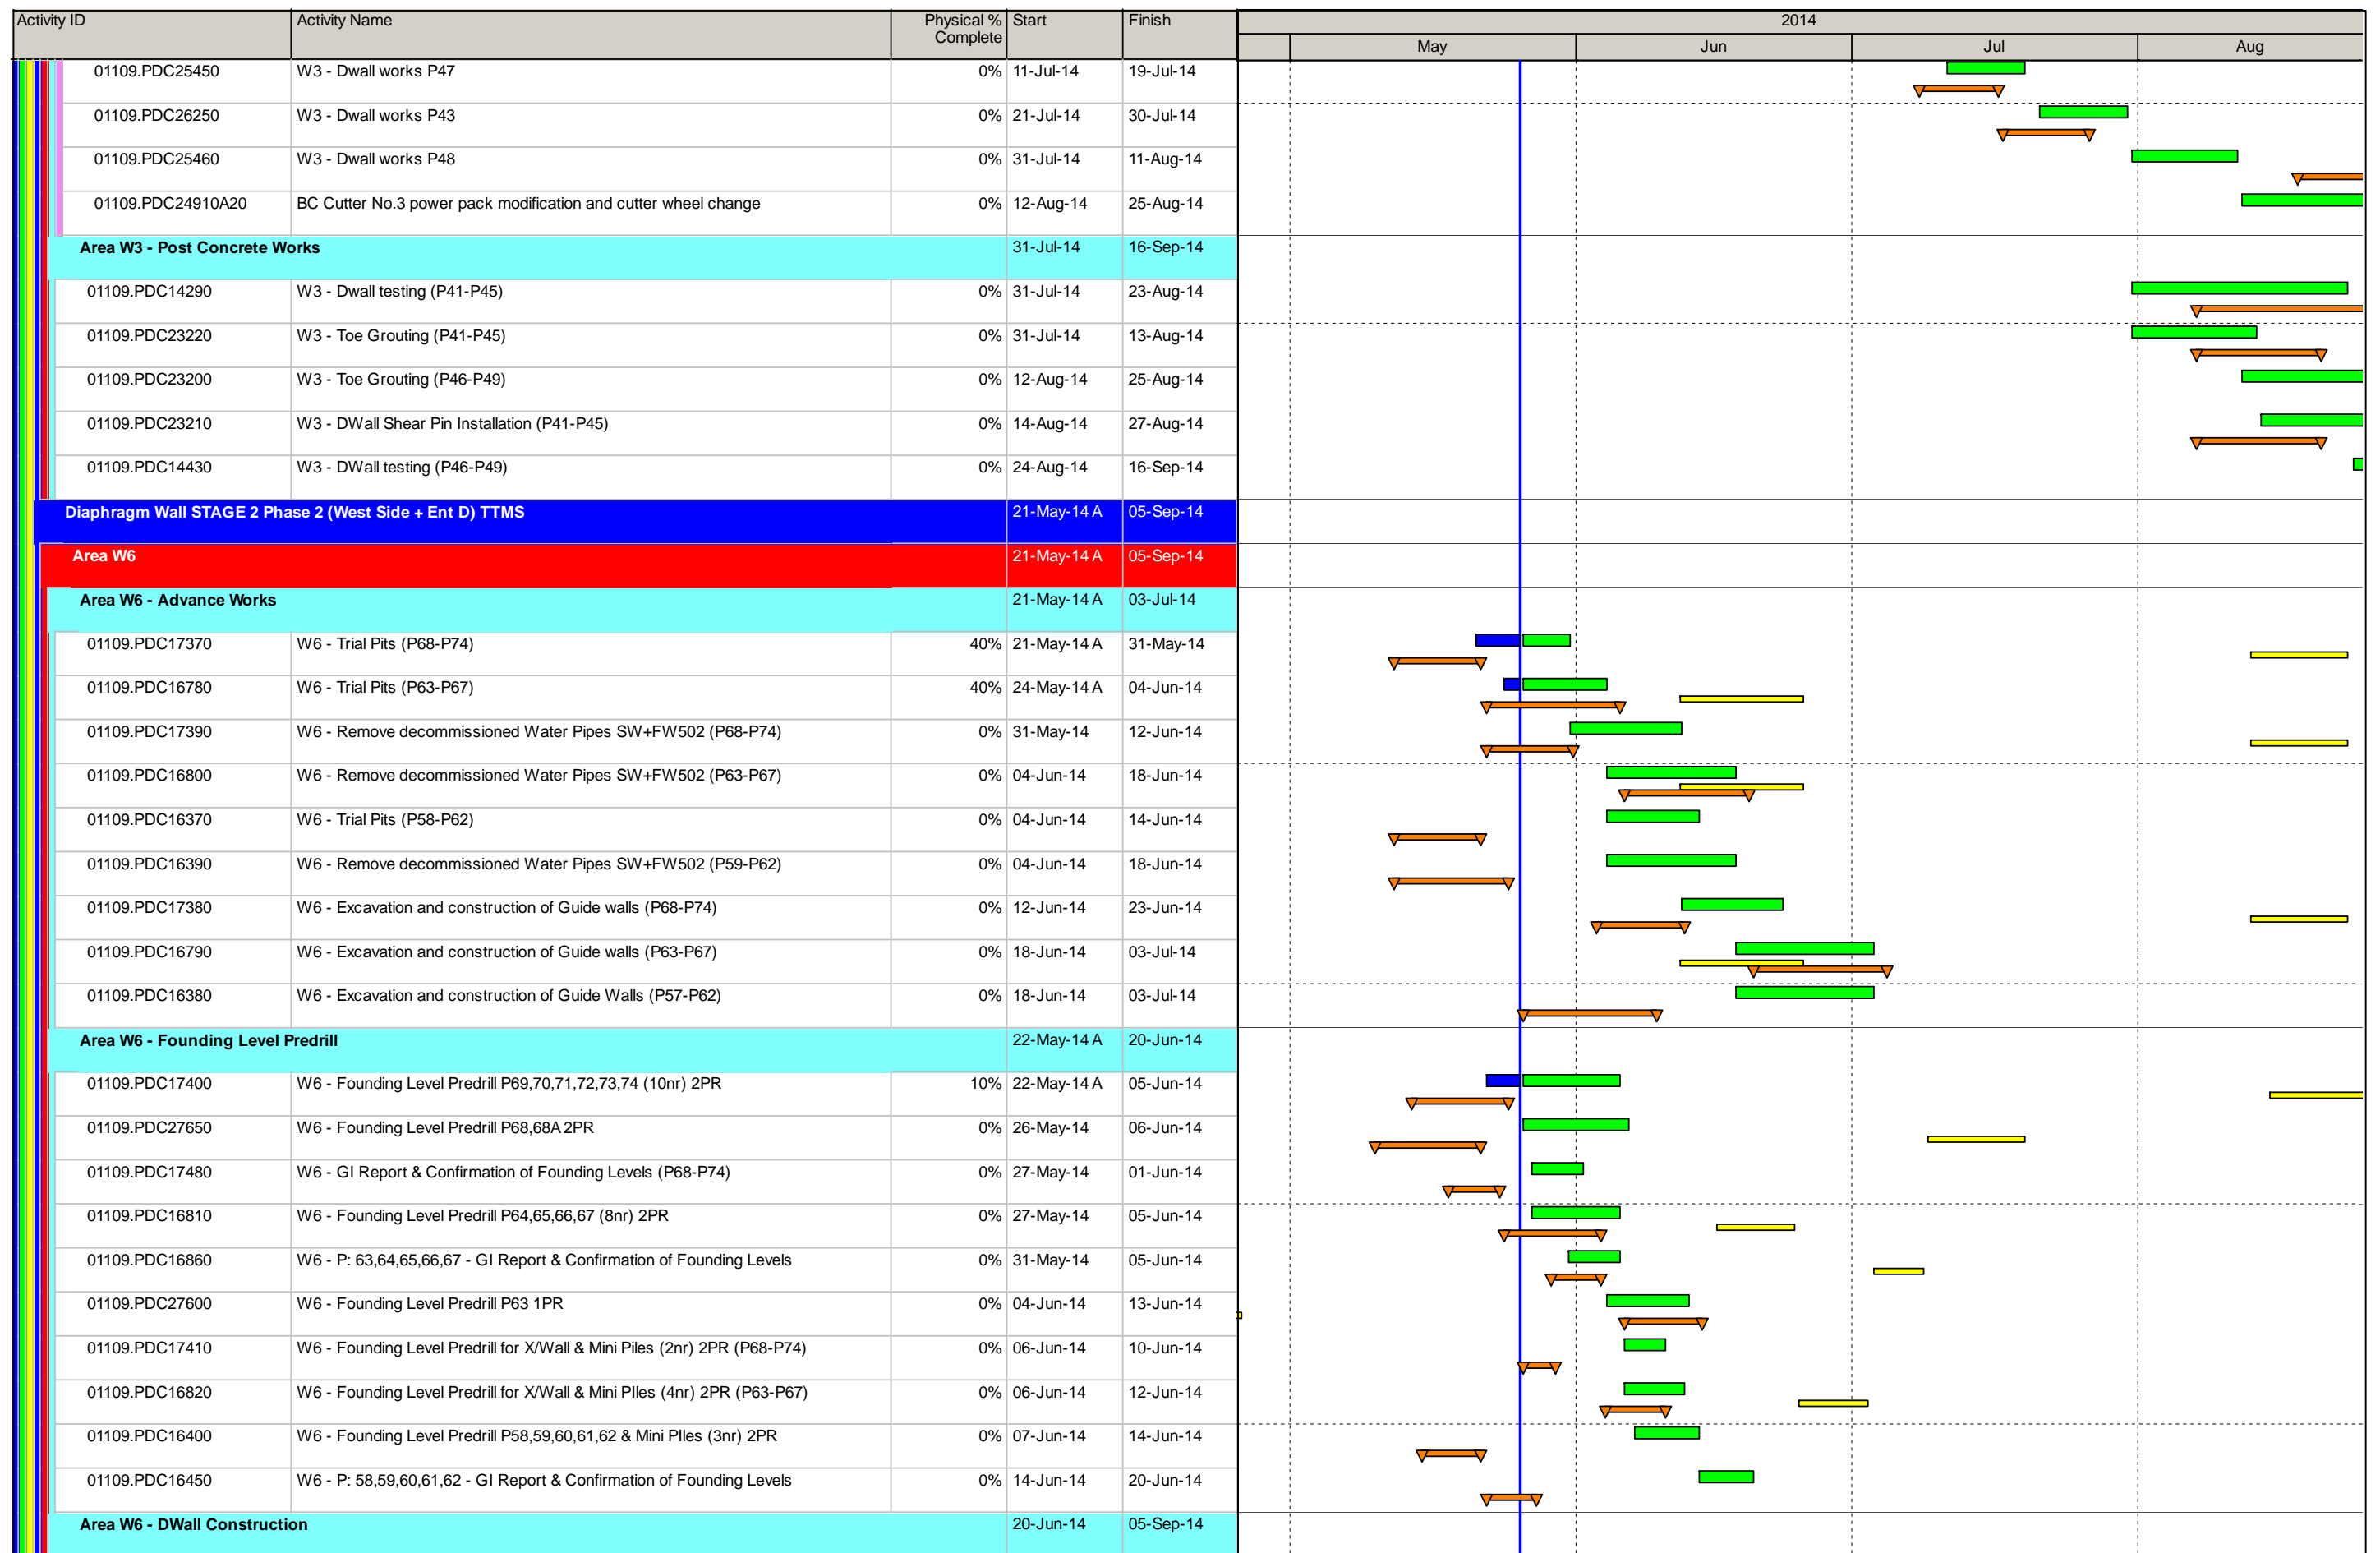 Activity ID Activity Name Physical % Complete Start Finish 2014
May Jun Jul Aug
01109.PDC25450 W3 - Dwall works P47 0% 11-Jul-14 19-Jul-14
01109.PDC26250 W3 - Dwall works P43 0% 21-Jul-14 30-Jul-14
01109.PDC25460 W3 - Dwall works P48 0% 31-Jul-14 11-Aug-14
01109.PDC24910A20 BC Cutter No.3 power pack modification and cutter wheel change 0% 12-Aug-14 25-Aug-14
Area W3 - Post Concrete Works 31-Jul-14 16-Sep-14
01109.PDC14290 W3 - Dwall testing (P41-P45) 0% 31-Jul-14 23-Aug-14
01109.PDC23220 W3 - Toe Grouting (P41-P45) 0% 31-Jul-14 13-Aug-14
01109.PDC23200 W3 - Toe Grouting (P46-P49) 0% 12-Aug-14 25-Aug-14
01109.PDC23210 W3 - DWall Shear Pin Installation (P41-P45) 0% 14-Aug-14 27-Aug-14
01109.PDC14430 W3 - DWall testing (P46-P49) 0% 24-Aug-14 16-Sep-14
Diaphragm Wall STAGE 2 Phase 2 (West Side + Ent D) TTMS 21-May-14 A 05-Sep-14
Area W6 21-May-14 A 05-Sep-14
Area W6 - Advance Works 21-May-14 A 03-Jul-14
01109.PDC17370 W6 - Trial Pits (P68-P74) 40% 21-May-14 A 31-May-14
01109.PDC16780 W6 - Trial Pits (P63-P67) 40% 24-May-14 A 04-Jun-14
01109.PDC17390 W6 - Remove decommissioned Water Pipes SW+FW502 (P68-P74) 0% 31-May-14 12-Jun-14
01109.PDC16800 W6 - Remove decommissioned Water Pipes SW+FW502 (P63-P67) 0% 04-Jun-14 18-Jun-14
01109.PDC16370 W6 - Trial Pits (P58-P62) 0% 04-Jun-14 14-Jun-14
01109.PDC16390 W6 - Remove decommissioned Water Pipes SW+FW502 (P59-P62) 0% 04-Jun-14 18-Jun-14
01109.PDC17380 W6 - Excavation and construction of Guide walls (P68-P74) 0% 12-Jun-14 23-Jun-14
01109.PDC16790 W6 - Excavation and construction of Guide walls (P63-P67) 0% 18-Jun-14 03-Jul-14
01109.PDC16380 W6 - Excavation and construction of Guide Walls (P57-P62) 0% 18-Jun-14 03-Jul-14
Area W6 - Founding Level Predrill 22-May-14 A 20-Jun-14
01109.PDC17400 W6 - Founding Level Predrill P69,70,71,72,73,74 (10nr) 2PR 10% 22-May-14 A 05-Jun-14
01109.PDC27650 W6 - Founding Level Predrill P68,68A 2PR 0% 26-May-14 06-Jun-14
01109.PDC17480 W6 - GI Report & Confirmation of Founding Levels (P68-P74) 0% 27-May-14 01-Jun-14
01109.PDC16810 W6 - Founding Level Predrill P64,65,66,67 (8nr) 2PR 0% 27-May-14 05-Jun-14
01109.PDC16860 W6 - P: 63,64,65,66,67 - GI Report & Confirmation of Founding Levels 0% 31-May-14 05-Jun-14
01109.PDC27600 W6 - Founding Level Predrill P63 1PR 0% 04-Jun-14 13-Jun-14
01109.PDC17410 W6 - Founding Level Predrill for X/Wall & Mini Piles (2nr) 2PR (P68-P74) 0% 06-Jun-14 10-Jun-14
01109.PDC16820 W6 - Founding Level Predrill for X/Wall & Mini PIles (4nr) 2PR (P63-P67) 0% 06-Jun-14 12-Jun-14
01109.PDC16400 W6 - Founding Level Predrill P58,59,60,61,62 & Mini PIles (3nr) 2PR 0% 07-Jun-14 14-Jun-14
01109.PDC16450 W6 - P: 58,59,60,61,62 - GI Report & Confirmation of Founding Levels 0% 14-Jun-14 20-Jun-14
Area W6 - DWall Construction 20-Jun-14 05-Sep-14